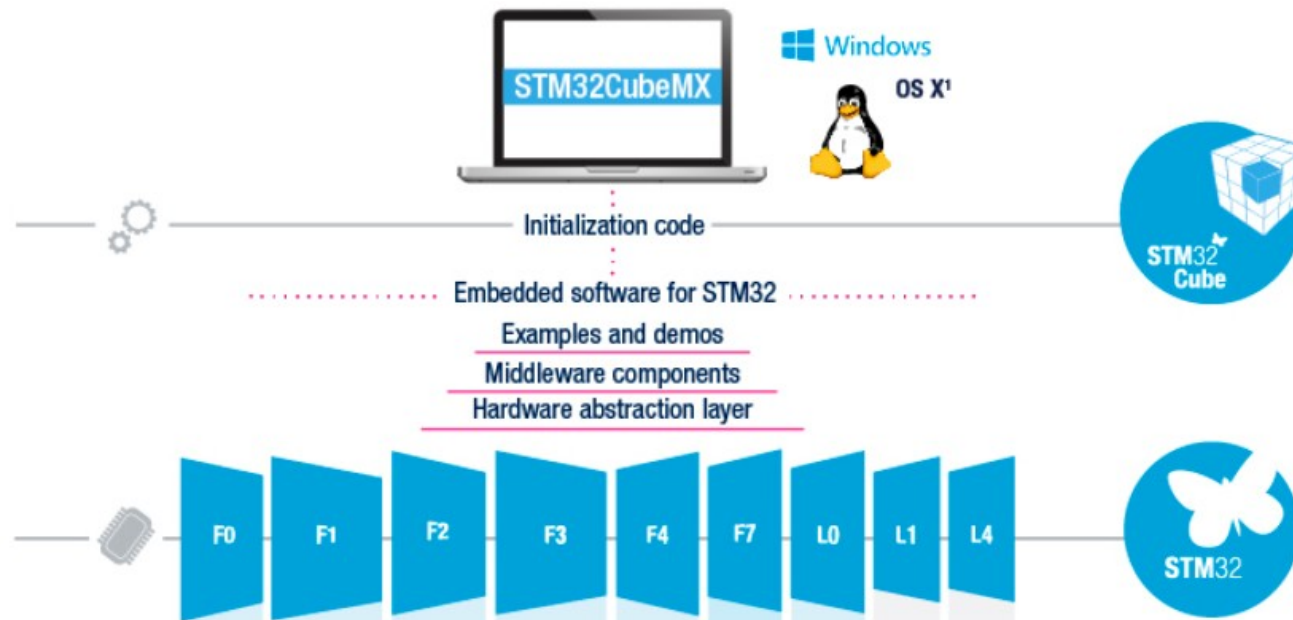 STM32CubeMX
Windows
OS X¹
Initialization code
STM32
Cube
Embedded software for STM32
Examples and demos
Middleware components
Hardware abstraction layer
F0 F1 F2 F3 F4 F7 L0 L1 L4
STM32